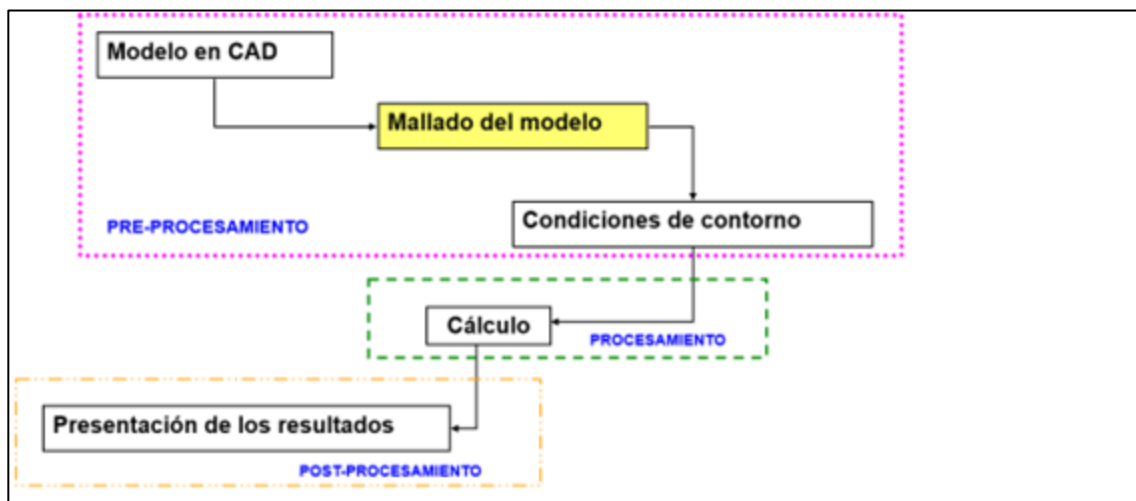 Modelo en CAD
Mallado del modelo
Condiciones de contorno
PRE-PROCESAMIENTO
Cálculo
PROCESAMIENTO
Presentación de los resultados
POST-PROCESAMIENTO